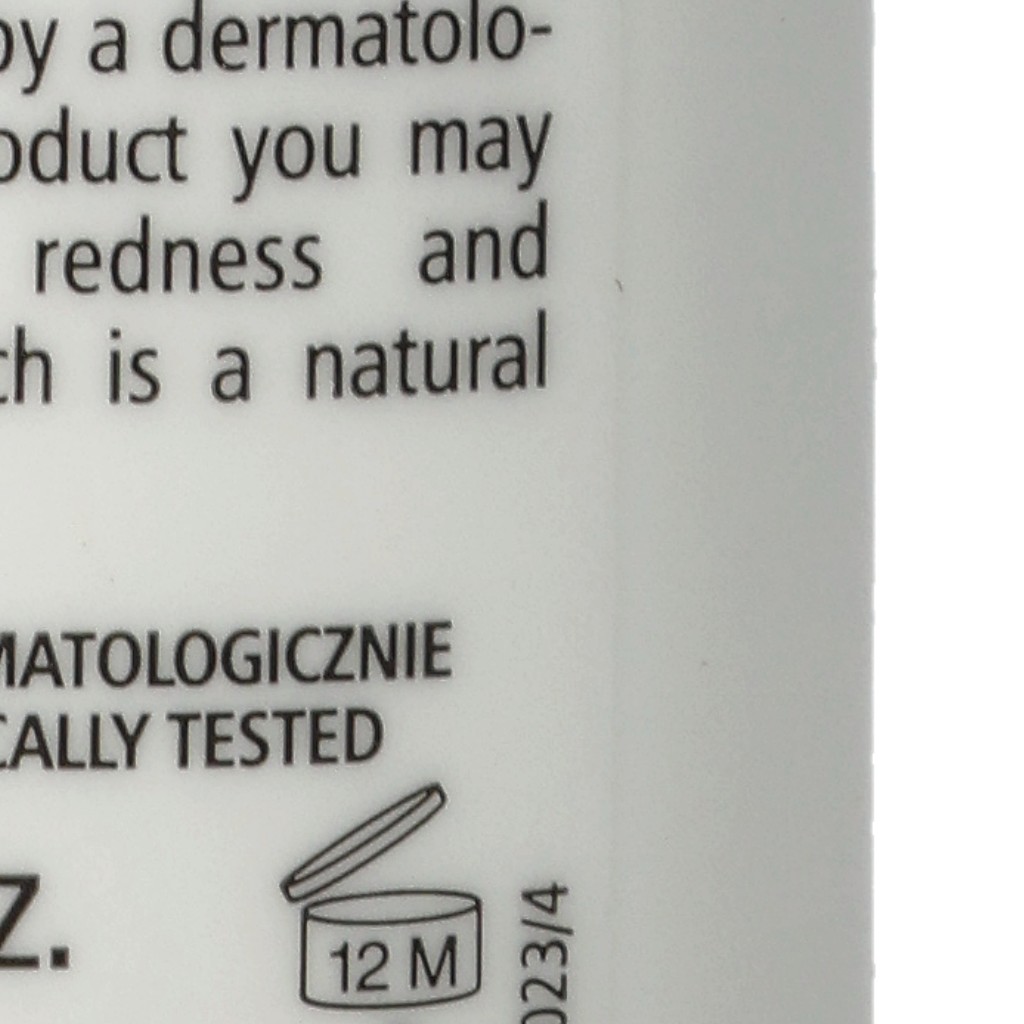 by a dermatolo-
oduct you may
redness and
ch is a natural
MATOLOGICZNIE
CALLY TESTED
Z.
12 M
023/4